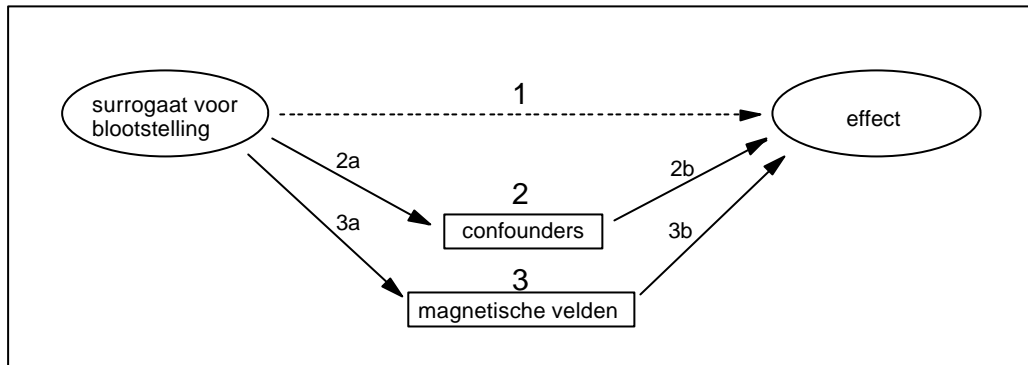 1
surrogaat voor
blootstelling
effect
2a
2b
2
confounders
3a
3b
3
magnetische velden